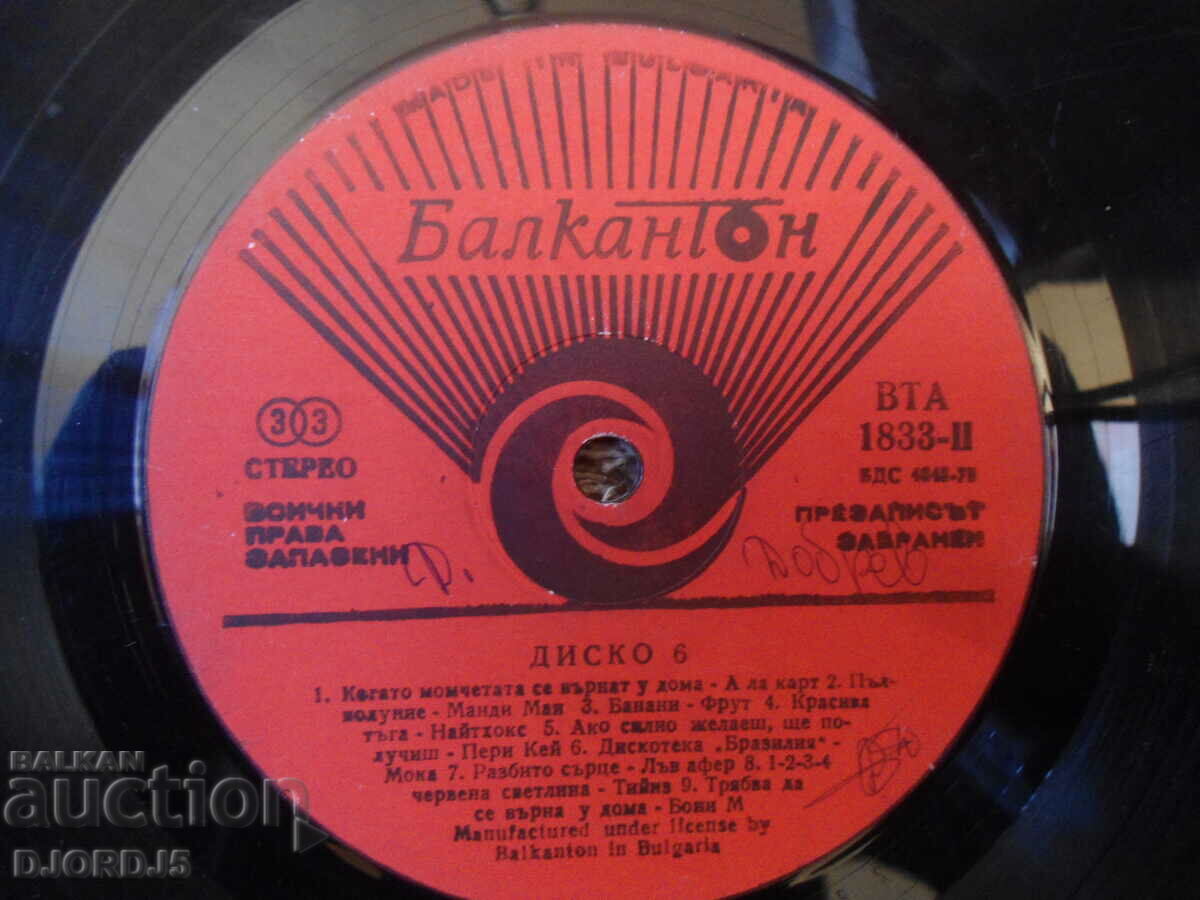 MADE IN BULGARIA
Балкантон
33
СТЕРЕО
ВСИЧКИ
ПРАВА
ЗАПАЗЕНИ
ВТА
1833-II
БДС 4048-78
ПРЕЗАПИСЪТ
ЗАБРАНЕН
Д. Добрев
ДИСКО 6
1. Когато момчетата се върнат у дома - А ла карт 2. Пъл-
нолуние - Манди Май 3. Банани - Фрут 4. Красива
тъга - Найтхокс 5. Ако силно желаеш, ще по-
лучиш - Пери Кей 6. Дискотека „Бразилия" -
Мока 7. Разбито сърце - Лъв афер 8. 1-2-3-4
червена светлина - Тийнз 9. Трябва да
се върна у дома - Бони М
Manufactured under license by
Balkanton in Bulgaria
BALKAN
auction
DJORDJ5